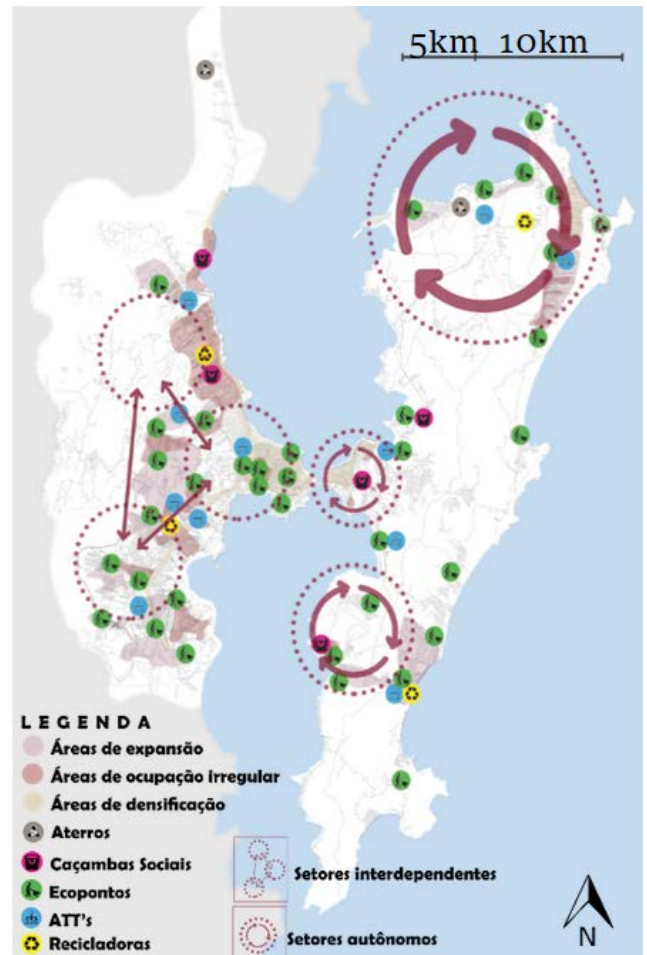 5km 10km
LEGENDA
Áreas de expansão
Áreas de ocupação irregular
Áreas de densificação
Aterros
Caçambas Sociais
Ecopontos
ATT's
Recicladoras
Setores interdependentes
Setores autônomos
N